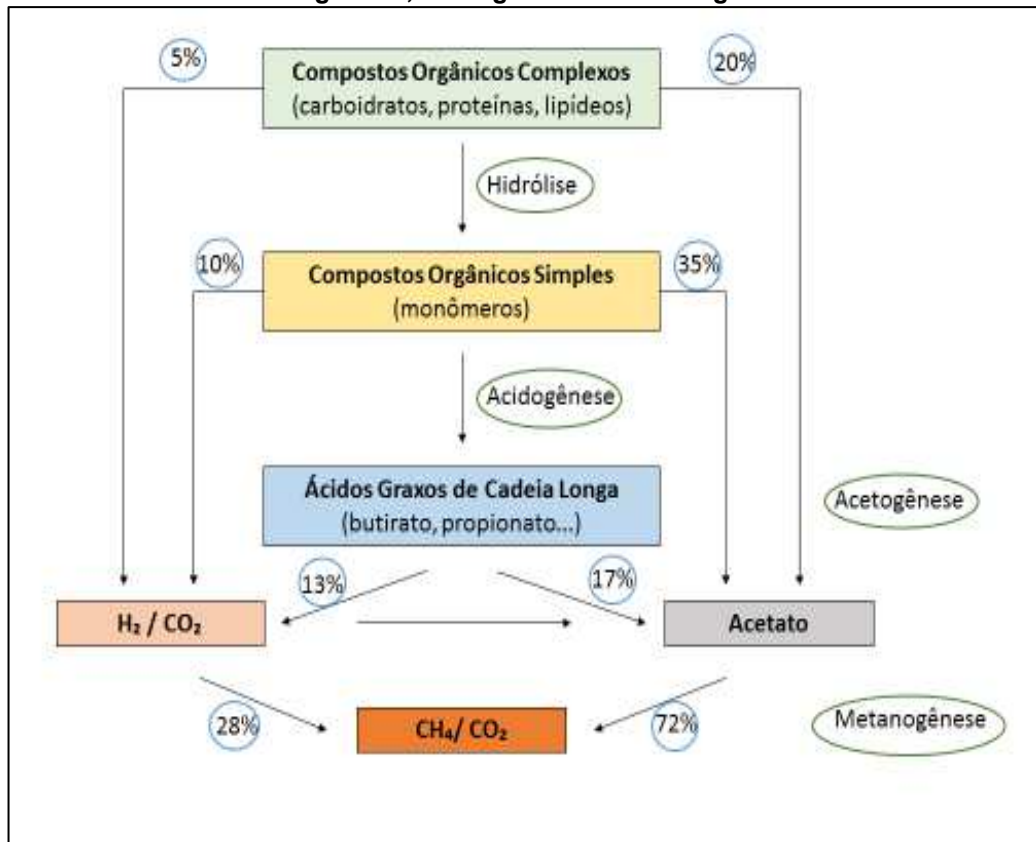 5%
Compostos Orgânicos Complexos
(carboidratos, proteínas, lipídeos)
20%
Hidrólise
10%
Compostos Orgânicos Simples
(monômeros)
35%
Acidogênese
Ácidos Graxos de Cadeia Longa
(butirato, propionato...)
Acetogênese
13%
17%
H₂ / CO₂
Acetato
28%
CH₄/ CO₂
72%
Metanogênese